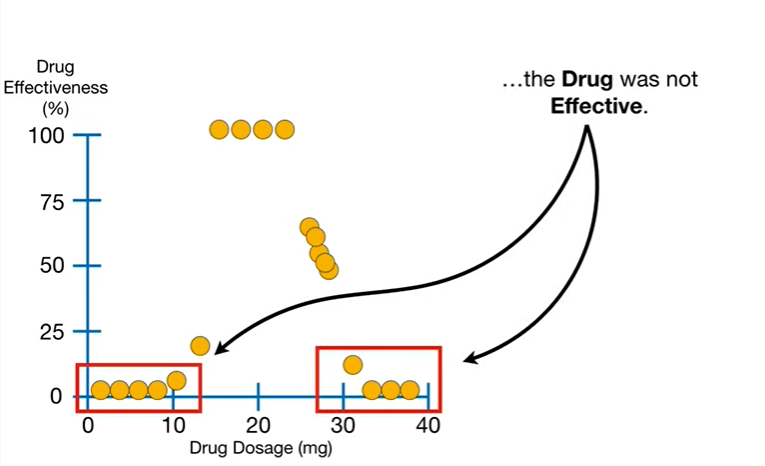 Drug
Effectiveness
(%)
…the Drug was not
Effective.
100
75
50
25
0
0 10 20 30 40
Drug Dosage (mg)